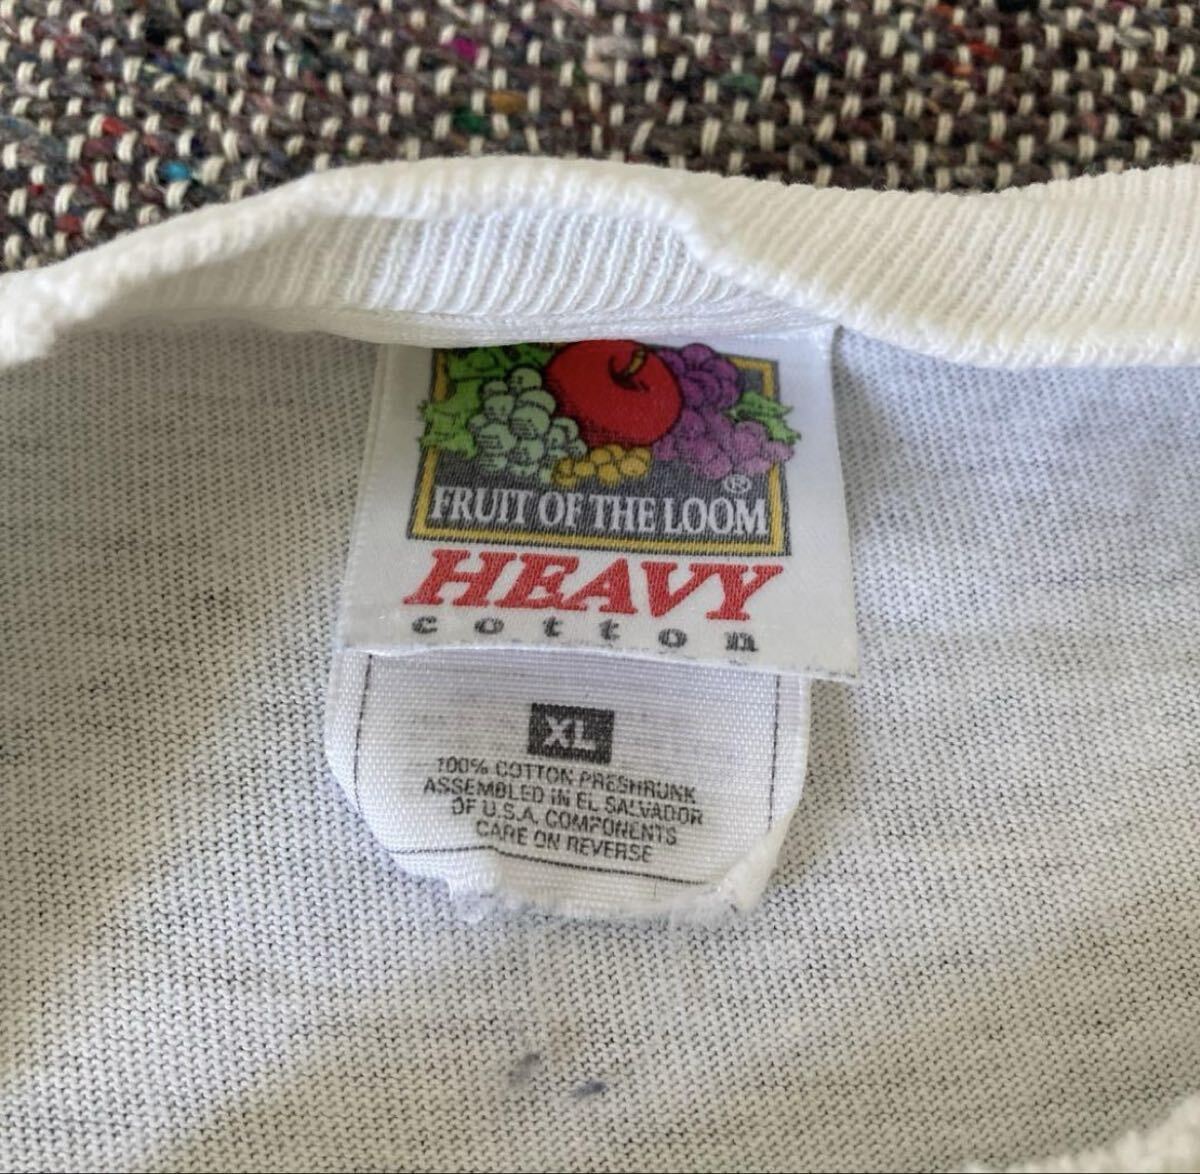 FRUIT OF THE LOOM ®
HEAVY
cotton
XL
100% COTTON PRESHRUNK
ASSEMBLED IN EL SALVADOR
OF U.S.A. COMPONENTS
CARE ON REVERSE